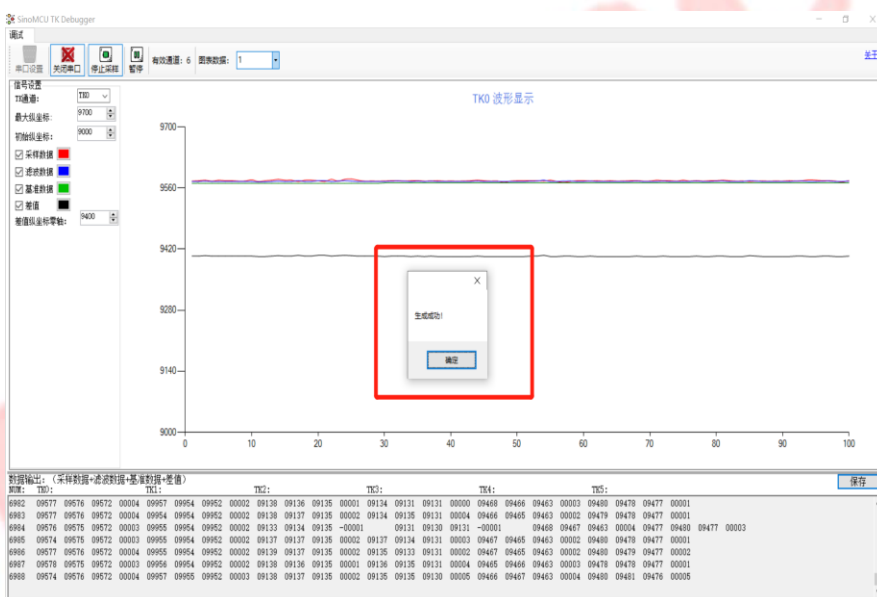 SinoMCU TK Debugger
调试
串口设置 关闭串口 停止采样 暂停 有效通道: 6 图表数据: 1 关于
信号设置
TK通道: TK0
最大纵坐标: 9700
初始纵坐标: 9000
采样数据
滤波数据
基准数据
差值
差值纵坐标零轴: 9400
TK0 波形显示
9700
9560
9420
9280
9140
9000
0 10 20 30 40 50 60 70 80 90 100
生成成功!
确定
数据输出: (采样数据+滤波数据+基准数据+差值) 保存
NUM: TK0: TK1: TK2: TK3: TK4: TK5:
6982 09577 09576 09572 00004 09957 09954 09952 00002 09138 09136 09135 00001 09134 09131 09131 00000 09468 09466 09463 00003 09480 09478 09477 00001
6983 09577 09576 09572 00004 09954 09954 09952 00002 09138 09137 09135 00002 09134 09135 09131 00004 09466 09465 09463 00002 09479 09478 09477 00001
6984 09576 09575 09572 00003 09955 09954 09952 00002 09133 09134 09135 -00001 09131 09130 09131 -00001 09468 09467 09463 00004 09477 09480 09477 00003
6985 09574 09575 09572 00003 09955 09954 09952 00002 09138 09137 09135 00002 09137 09134 09131 00003 09467 09465 09463 00002 09480 09478 09477 00001
6986 09577 09576 09572 00004 09955 09954 09952 00002 09139 09137 09135 00002 09135 09133 09131 00002 09467 09465 09463 00002 09480 09479 09477 00002
6987 09578 09575 09572 00003 09956 09954 09952 00002 09138 09136 09135 00001 09136 09135 09131 00004 09465 09466 09463 00002 09479 09478 09477 00001
6988 09574 09576 09572 00004 09957 09955 09952 00003 09138 09137 09135 00002 09135 09135 09130 00005 09466 09467 09463 00004 09480 09481 09476 00005